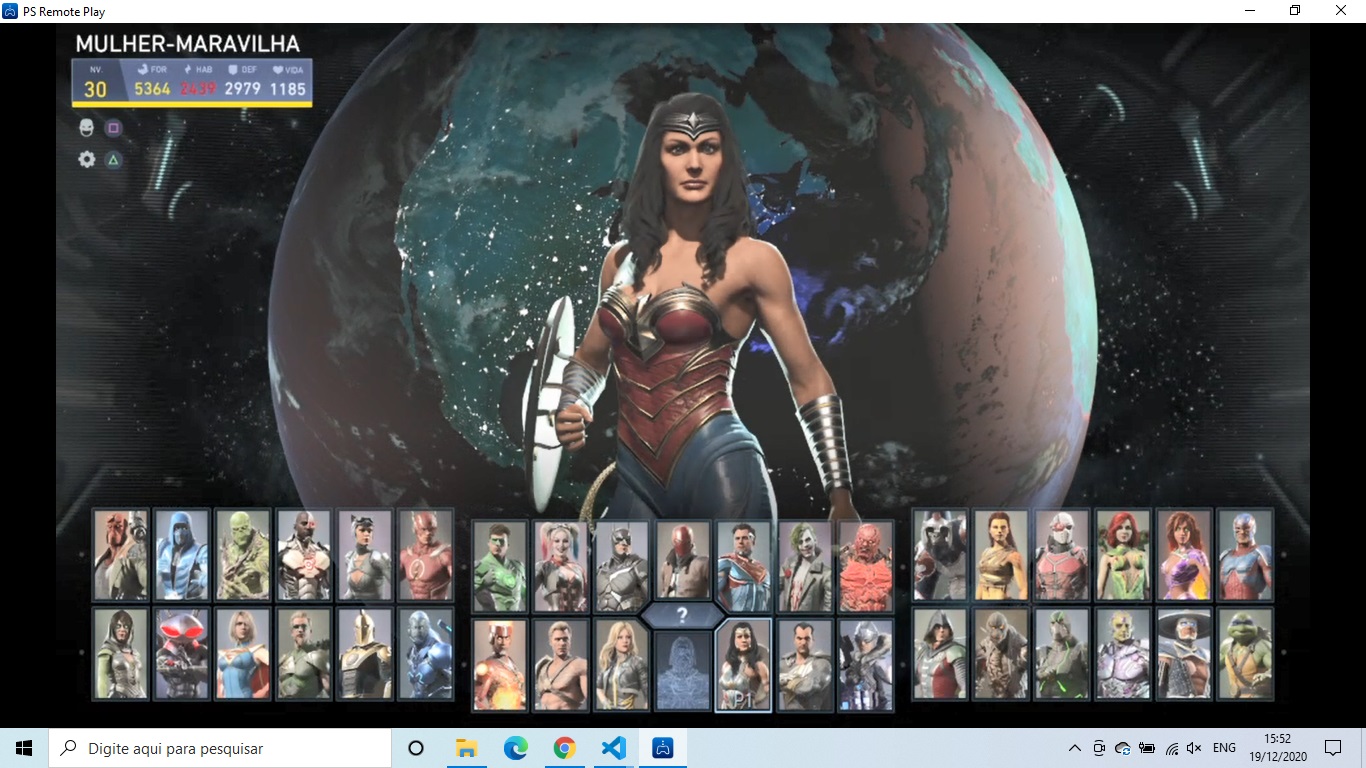 PS Remote Play
MULHER-MARAVILHA
NV. FOR HAB DEF VIDA
30 5364 2439 2979 1185
?
P1
Digite aqui para pesquisar
ENG
15:52
19/12/2020